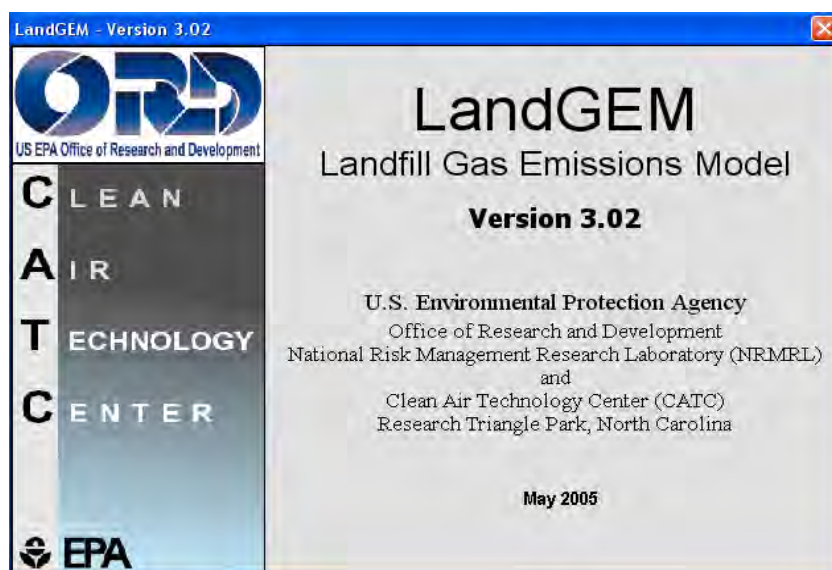 LandGEM - Version 3.02
ORD
US EPA Office of Research and Development
CLEAN
AIR
TECHNOLOGY
CENTER
EPA
LandGEM
Landfill Gas Emissions Model
Version 3.02
U.S. Environmental Protection Agency
Office of Research and Development
National Risk Management Research Laboratory (NRMRL)
and
Clean Air Technology Center (CATC)
Research Triangle Park, North Carolina
May 2005